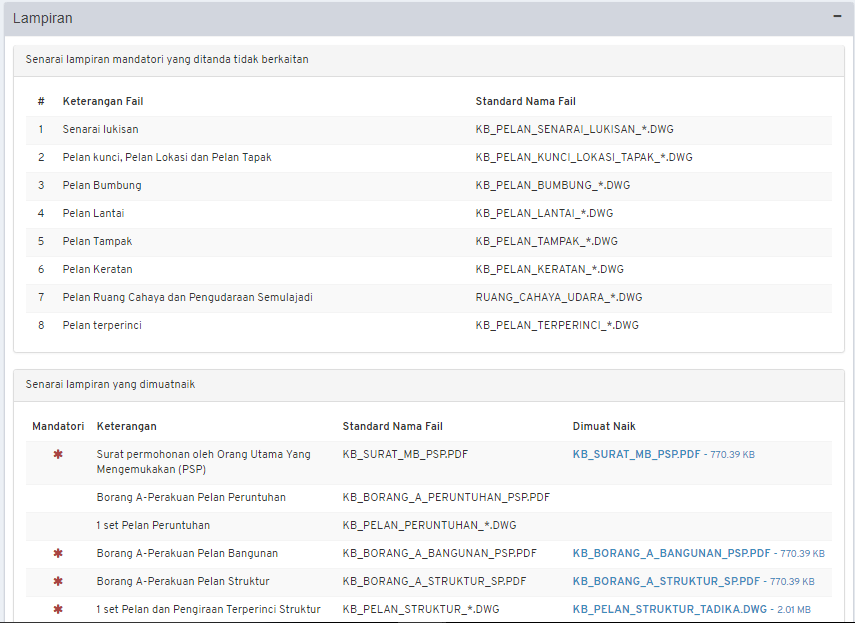 Lampiran
Senarai lampiran mandatori yang ditanda tidak berkaitan
# Keterangan Fail Standard Nama Fail
1 Senarai lukisan KB_PELAN_SENARAI_LUKISAN_*.DWG
2 Pelan kunci, Pelan Lokasi dan Pelan Tapak KB_PELAN_KUNCI_LOKASI_TAPAK_*.DWG
3 Pelan Bumbung KB_PELAN_BUMBUNG_*.DWG
4 Pelan Lantai KB_PELAN_LANTAI_*.DWG
5 Pelan Tampak KB_PELAN_TAMPAK_*.DWG
6 Pelan Keratan KB_PELAN_KERATAN_*.DWG
7 Pelan Ruang Cahaya dan Pengudaraan Semulajadi RUANG_CAHAYA_UDARA_*.DWG
8 Pelan terperinci KB_PELAN_TERPERINCI_*.DWG
Senarai lampiran yang dimuatnaik
Mandatori Keterangan Standard Nama Fail Dimuat Naik
* Surat permohonan oleh Orang Utama Yang KB_SURAT_MB_PSP.PDF KB_SURAT_MB_PSP.PDF - 770.39 KB
Mengemukakan (PSP)
Borang A-Perakuan Pelan Peruntuhan KB_BORANG_A_PERUNTUHAN_PSP.PDF
1 set Pelan Peruntuhan KB_PELAN_PERUNTUHAN_*.DWG
* Borang A-Perakuan Pelan Bangunan KB_BORANG_A_BANGUNAN_PSP.PDF KB_BORANG_A_BANGUNAN_PSP.PDF - 770.39 KB
* Borang A-Perakuan Pelan Struktur KB_BORANG_A_STRUKTUR_SP.PDF KB_BORANG_A_STRUKTUR_SP.PDF - 770.39 KB
* 1 set Pelan dan Pengiraan Terperinci Struktur KB_PELAN_STRUKTUR_*.DWG KB_PELAN_STRUKTUR_TADIKA.DWG - 2.01 MB